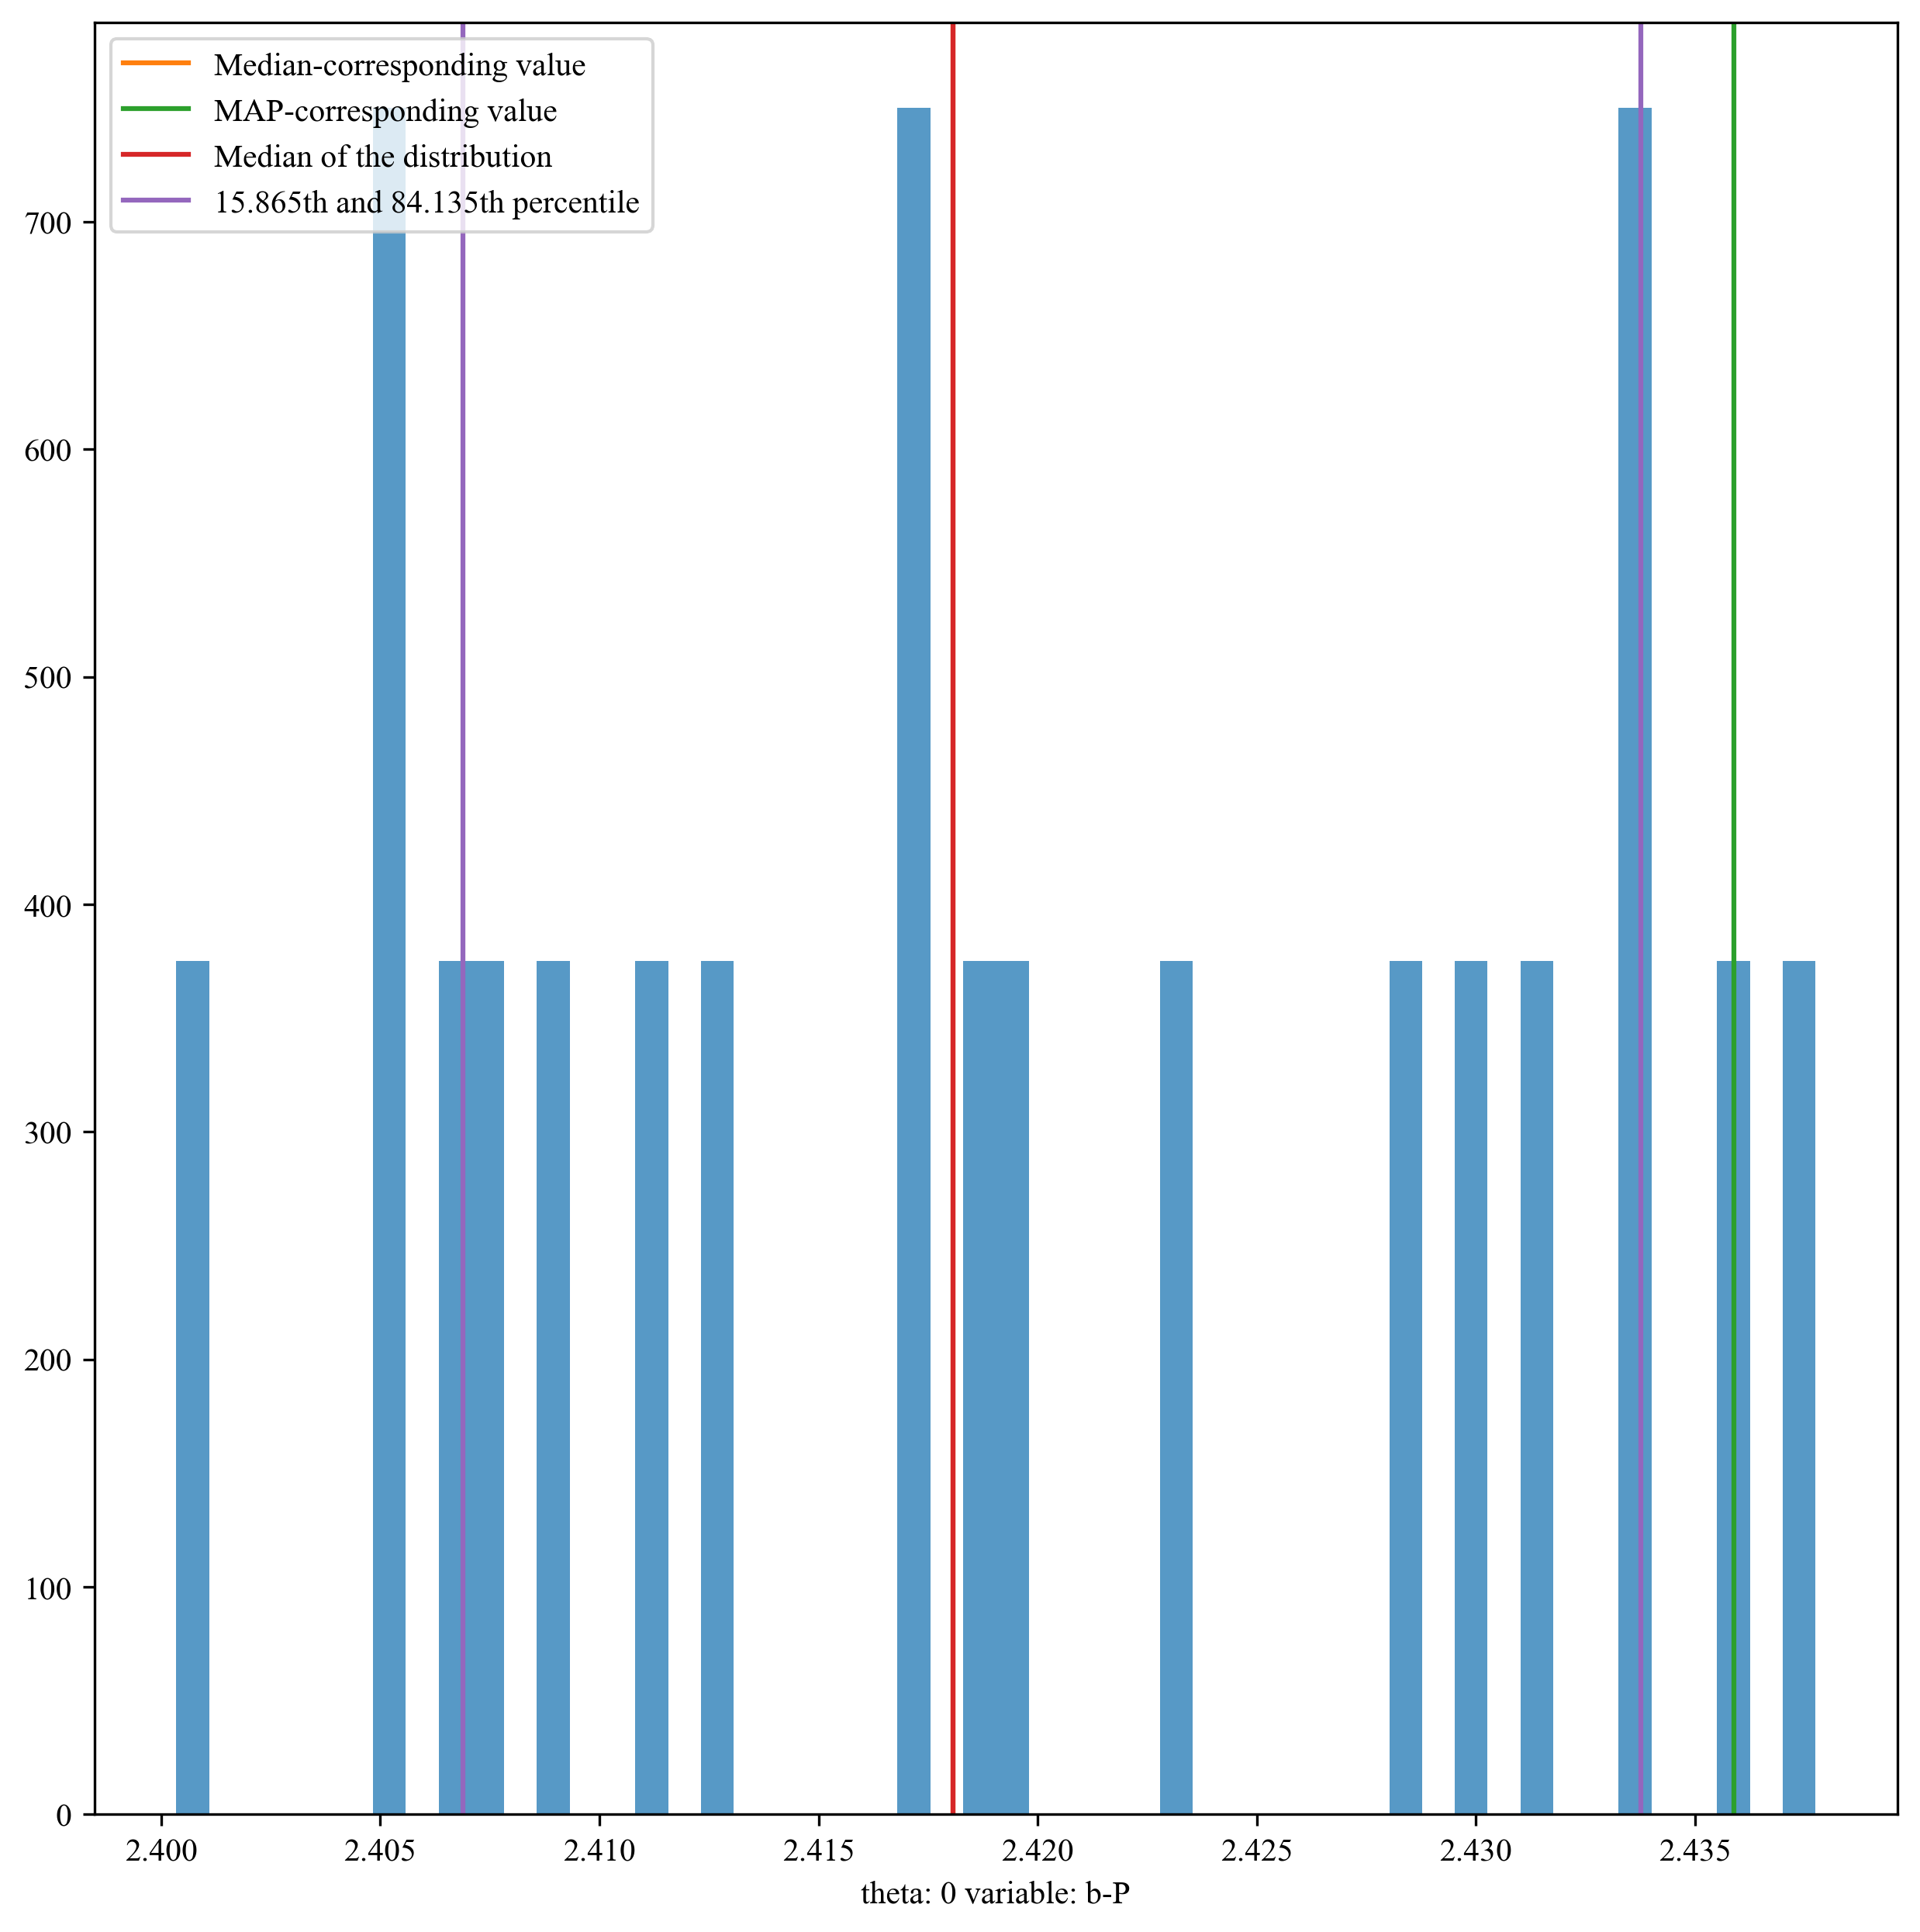 Median-corresponding value
MAP-corresponding value
Median of the distribution
15.865th and 84.135th percentile
700
600
500
400
300
200
100
0
2.400 2.405 2.410 2.415 2.420 2.425 2.430 2.435
theta: 0 variable: b-P